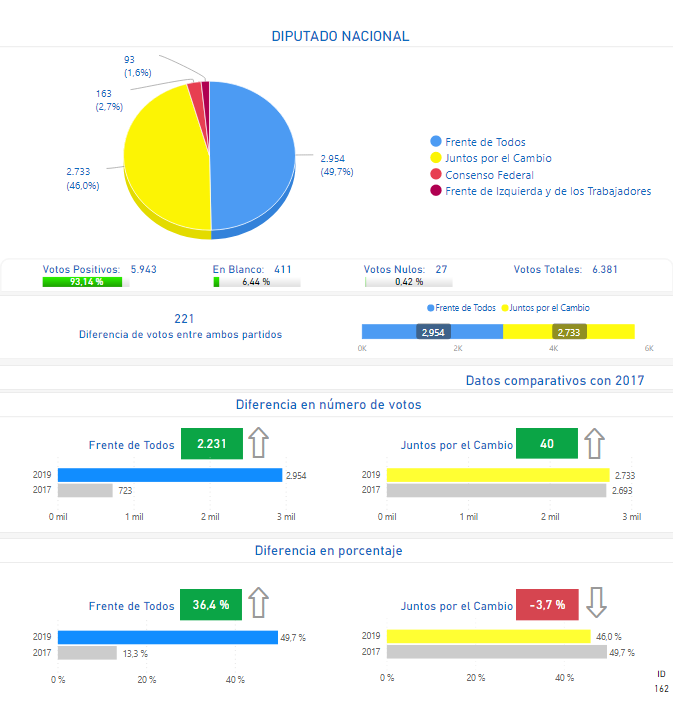 DIPUTADO NACIONAL
93
(1,6%)
163
(2,7%)
2.733
(46,0%)
2.954
(49,7%)
Frente de Todos
Juntos por el Cambio
Consenso Federal
Frente de Izquierda y de los Trabajadores
Votos Positivos: 5.943
93,14 %
En Blanco: 411
6,44 %
Votos Nulos: 27
0,42 %
Votos Totales: 6.381
221
Diferencia de votos entre ambos partidos
Frente de Todos Juntos por el Cambio
2,954 2,733
0K 2K 4K 6K
Datos comparativos con 2017
Diferencia en número de votos
Frente de Todos 2.231
2019 2.954
2017 723
0 mil 1 mil 2 mil 3 mil
Juntos por el Cambio 40
2019 2.733
2017 2.693
0 mil 1 mil 2 mil 3 mil
Diferencia en porcentaje
Frente de Todos 36,4 %
2019 49,7 %
2017 13,3 %
0 % 20 % 40 %
Juntos por el Cambio -3,7 %
2019 46,0 %
2017 49,7 %
0 % 20 % 40 %
ID
162